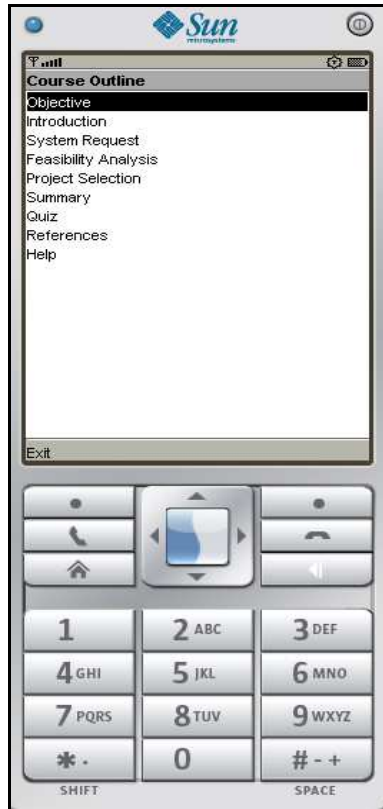 Sun
microsystems
Course Outline
Objective
Introduction
System Request
Feasibility Analysis
Project Selection
Summary
Quiz
References
Help
Exit
1
2 ABC
3 DEF
4 GHI
5 JKL
6 MNO
7 PQRS
8 TUV
9 WXYZ
* .
0
# - +
SHIFT
SPACE